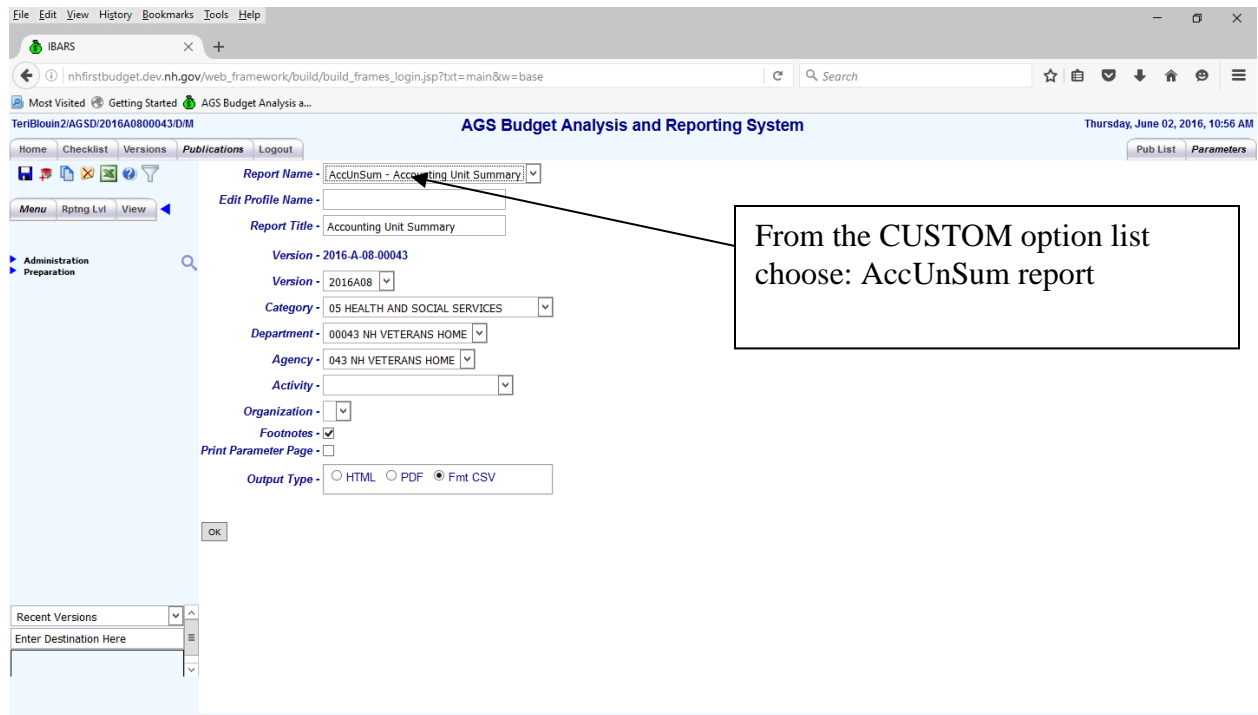 File Edit View History Bookmarks Tools Help
IBARS
nhfirstbudget.dev.nh.gov/web_framework/build/build_frames_login.jsp?txt=main&w=base
Search
Most Visited Getting Started AGS Budget Analysis a...
TeriBlouin2/AGSD/2016A0800043/D/M
AGS Budget Analysis and Reporting System
Thursday, June 02, 2016, 10:56 AM
Home Checklist Versions Publications Logout
Pub List Parameters
Menu Rptng Lvl View
Administration
Preparation
Report Name - AccUnSum - Accounting Unit Summary
Edit Profile Name -
Report Title - Accounting Unit Summary
Version - 2016-A-08-00043
Version - 2016A08
Category - 05 HEALTH AND SOCIAL SERVICES
Department - 00043 NH VETERANS HOME
Agency - 043 NH VETERANS HOME
Activity -
Organization -
Footnotes -
Print Parameter Page -
Output Type - HTML PDF Fmt CSV
OK
From the CUSTOM option list
choose: AccUnSum report
Recent Versions
Enter Destination Here